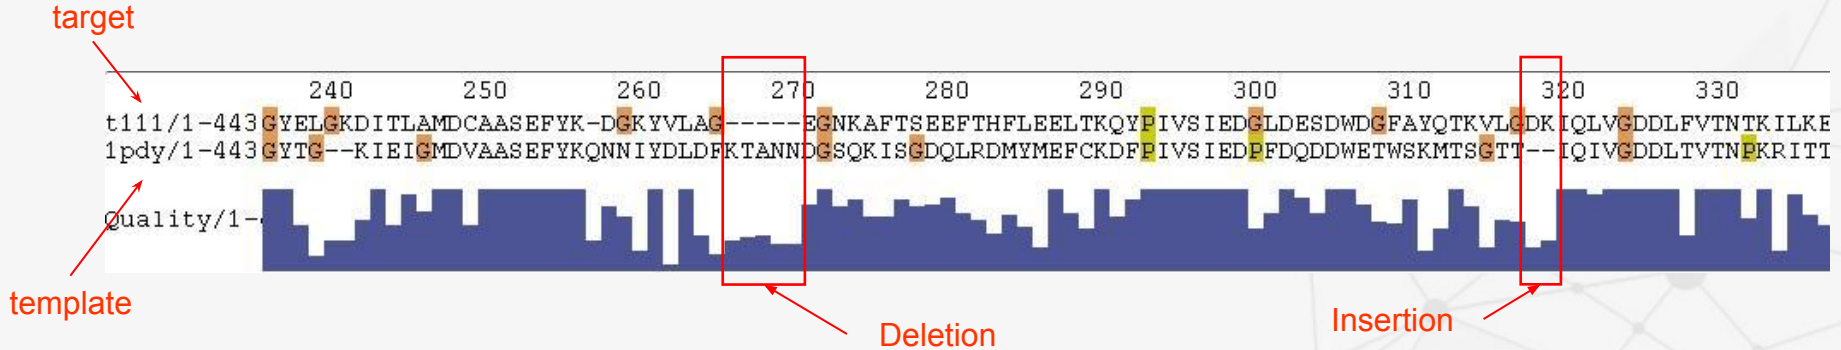 target
240 250 260 270 280 290 300 310 320 330
t111/1-443 GYELGKDITLAMDCAASEFYK-DGKYVLAG-----EGNKAFTSEEFTHFLEELTKQYPIVSIEDGLDESDWDGFAYQTKVLGDKIQLVGDDLFVTNTKILKE
1pdy/1-443 GYTG--KIEIGMDVAASEFYKQNNIYDLDFKTANNDGSQKISGDQLRDMYMEFCKDFPIVSIEDPFDQDDWETWSKMTSGTT--IQIVGDDLTVTNPKRITT
Quality/1-
template
Deletion
Insertion